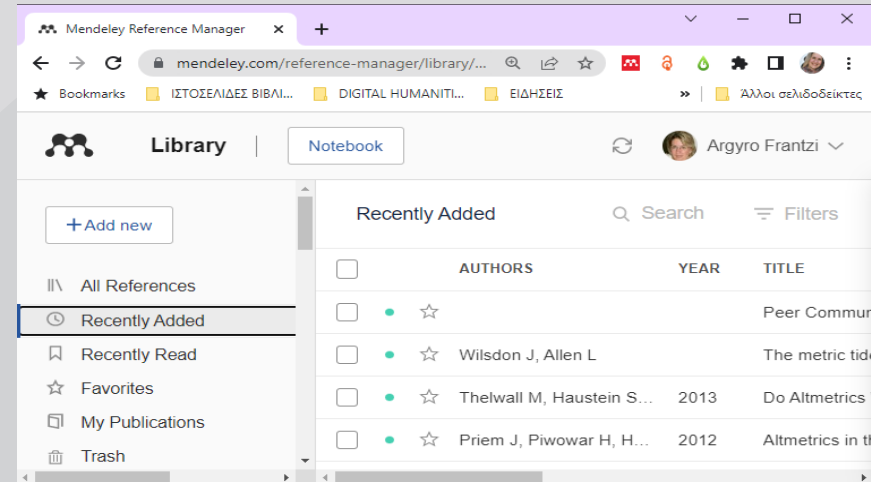 Mendeley Reference Manager
mendeley.com/reference-manager/library/...
Bookmarks ΙΣΤΟΣΕΛΙΔΕΣ ΒΙΒΛΙ... DIGITAL HUMANITI... ΕΙΔΗΣΕΙΣ » Άλλοι σελιδοδείκτες
Library Notebook Argyro Frantzi
+ Add new
All References
Recently Added
Recently Read
Favorites
My Publications
Trash
Recently Added Search Filters
AUTHORS YEAR TITLE
Peer Commun
Wilsdon J, Allen L The metric tide
Thelwall M, Haustein S... 2013 Do Altmetrics
Priem J, Piwowar H, H... 2012 Altmetrics in th